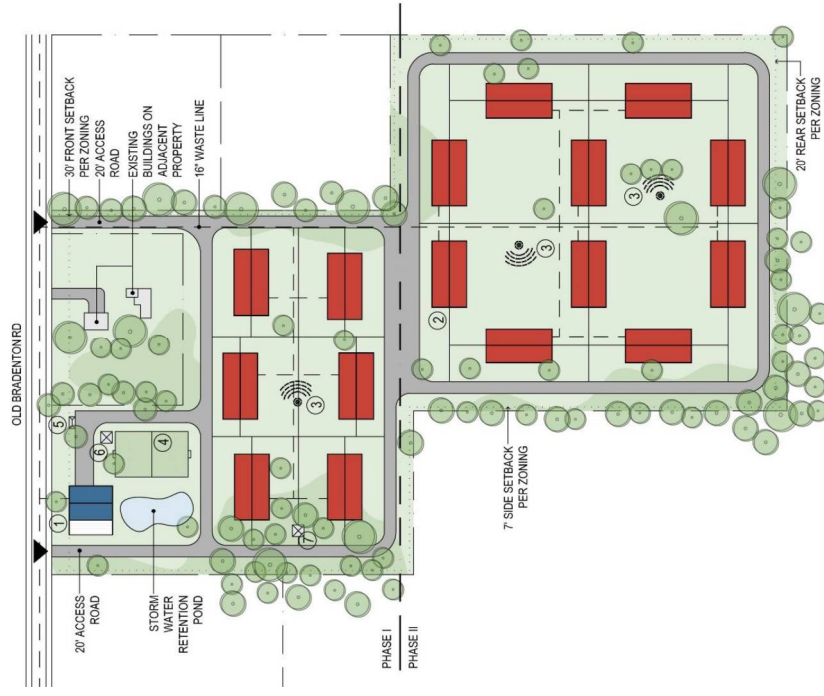 OLD BRADENTON RD
30' FRONT SETBACK
PER ZONING
20' ACCESS
ROAD
EXISTING
BUILDINGS ON
ADJACENT
PROPERTY
16" WASTE LINE
20' REAR SETBACK
PER ZONING
1
5
6
4
3
7
2
3
3
20' ACCESS
ROAD
STORM
WATER
RETENTION
POND
PHASE I
PHASE II
7' SIDE SETBACK
PER ZONING